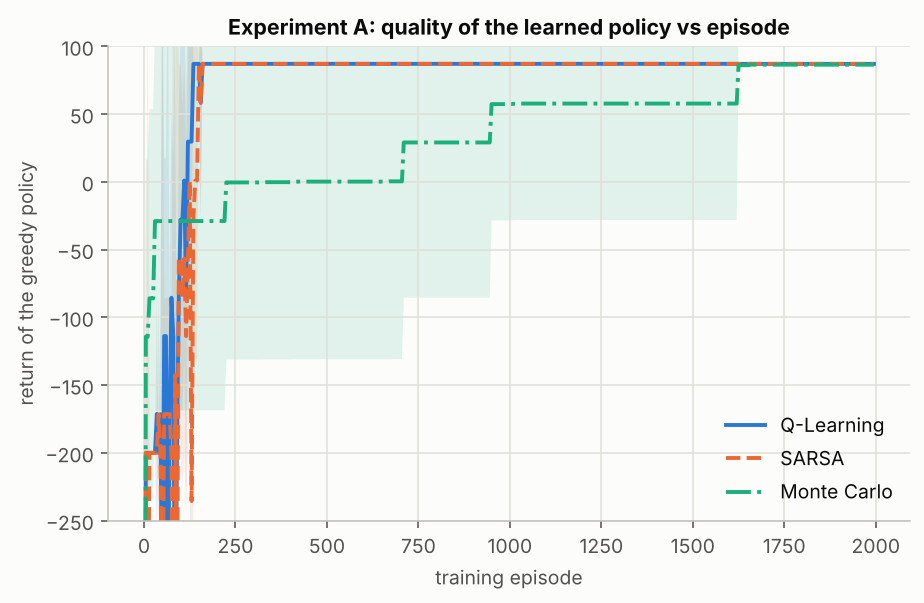 Experiment A: quality of the learned policy vs episode
return of the greedy policy
100
50
0
−50
−100
−150
−200
−250
Q-Learning
SARSA
Monte Carlo
0 250 500 750 1000 1250 1500 1750 2000
training episode